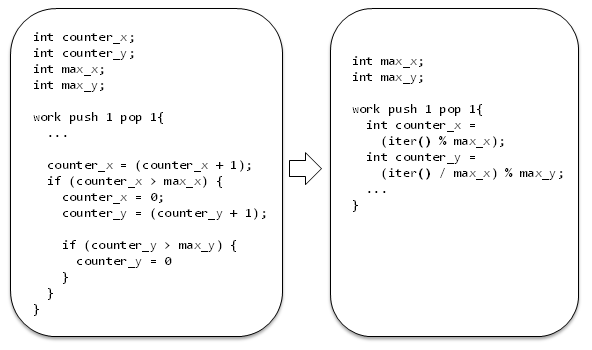 int counter_x;
int counter_y;
int max_x;
int max_y;
work push 1 pop 1{
...
counter_x = (counter_x + 1);
if (counter_x > max_x) {
counter_x = 0;
counter_y = (counter_y + 1);
if (counter_y > max_y) {
counter_y = 0
}
}
}
int max_x;
int max_y;
work push 1 pop 1{
int counter_x =
(iter() % max_x);
int counter_y =
(iter() / max_x) % max_y;
...
}